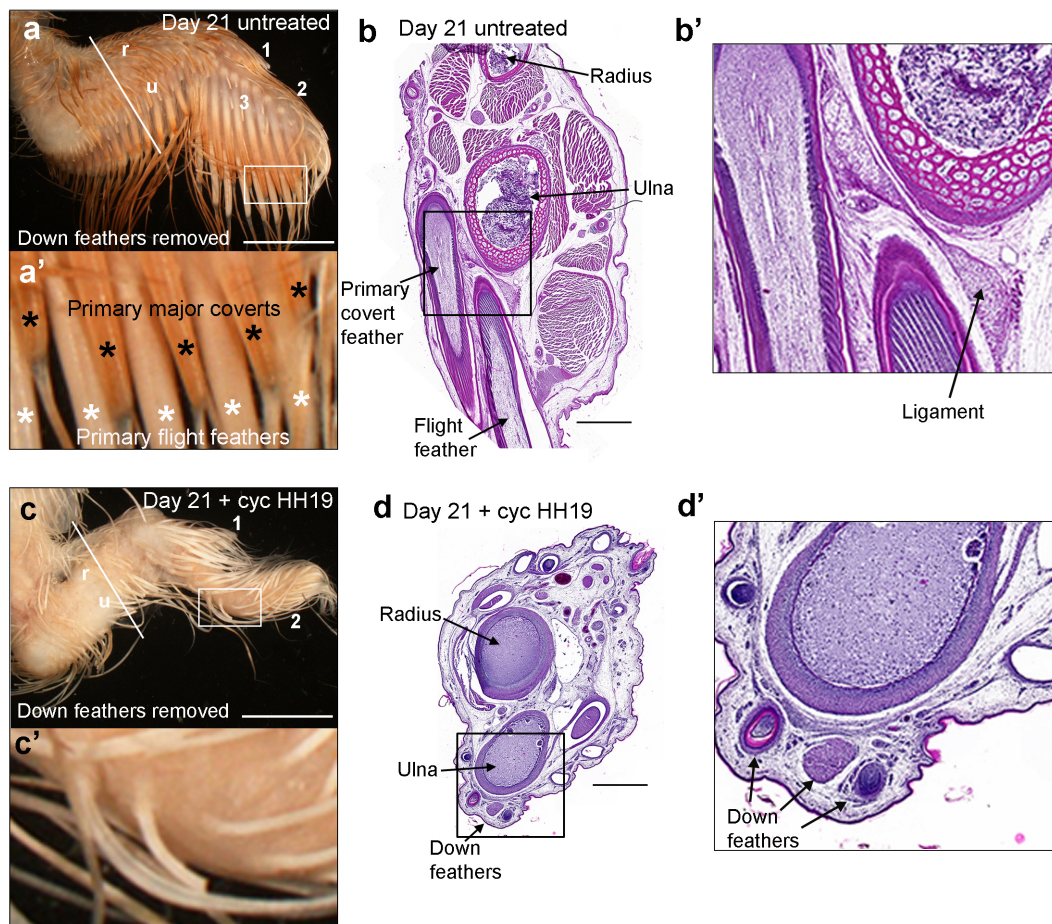 a
Day 21 untreated
r
u
1
2
3
Down feathers removed
a’
Primary major coverts
* * * * *
* * * * *
Primary flight feathers
b Day 21 untreated
Radius
Ulna
Primary
covert
feather
Flight
feather
b’
Ligament
c
Day 21 + cyc HH19
1
r
u
2
Down feathers removed
c’
d Day 21 + cyc HH19
Radius
Ulna
Down
feathers
d’
Down
feathers